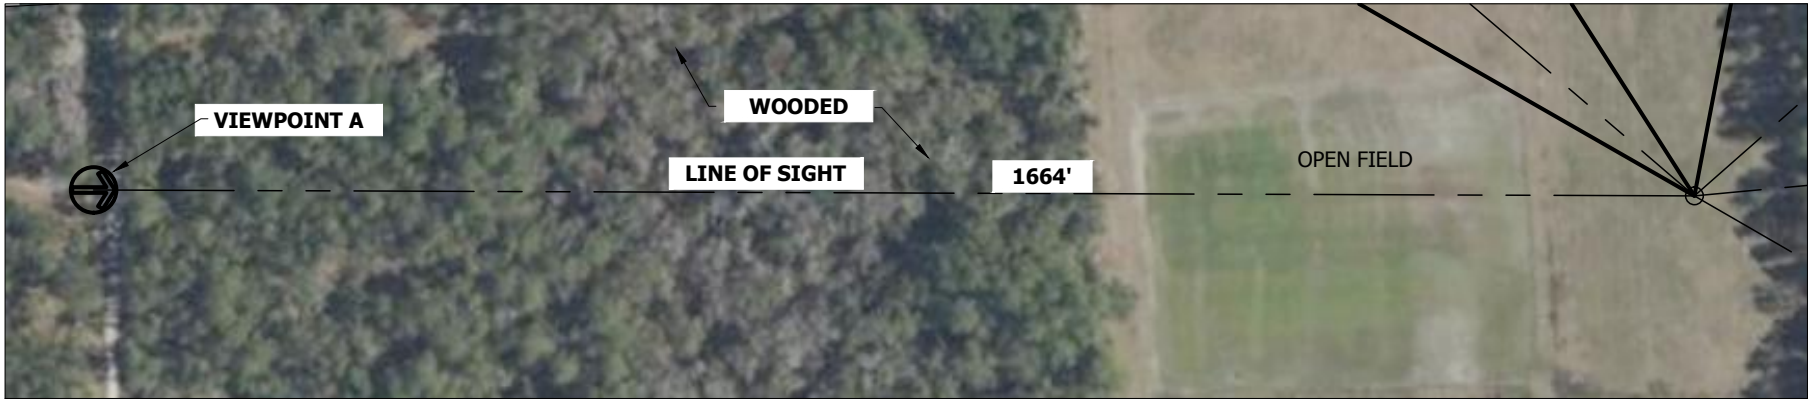 VIEWPOINT A
WOODED
LINE OF SIGHT
1664'
OPEN FIELD